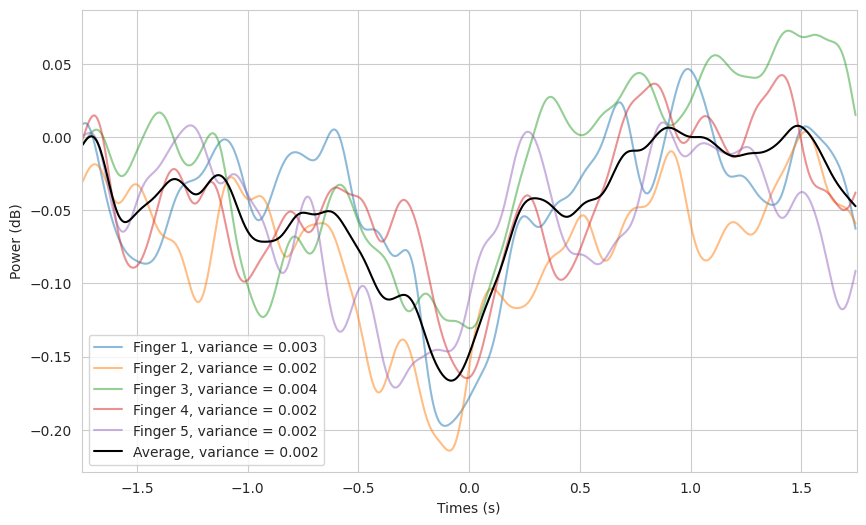 0.05
0.00
−0.05
−0.10
−0.15
−0.20
Power (dB)
Finger 1, variance = 0.003
Finger 2, variance = 0.002
Finger 3, variance = 0.004
Finger 4, variance = 0.002
Finger 5, variance = 0.002
Average, variance = 0.002
−1.5 −1.0 −0.5 0.0 0.5 1.0 1.5
Times (s)